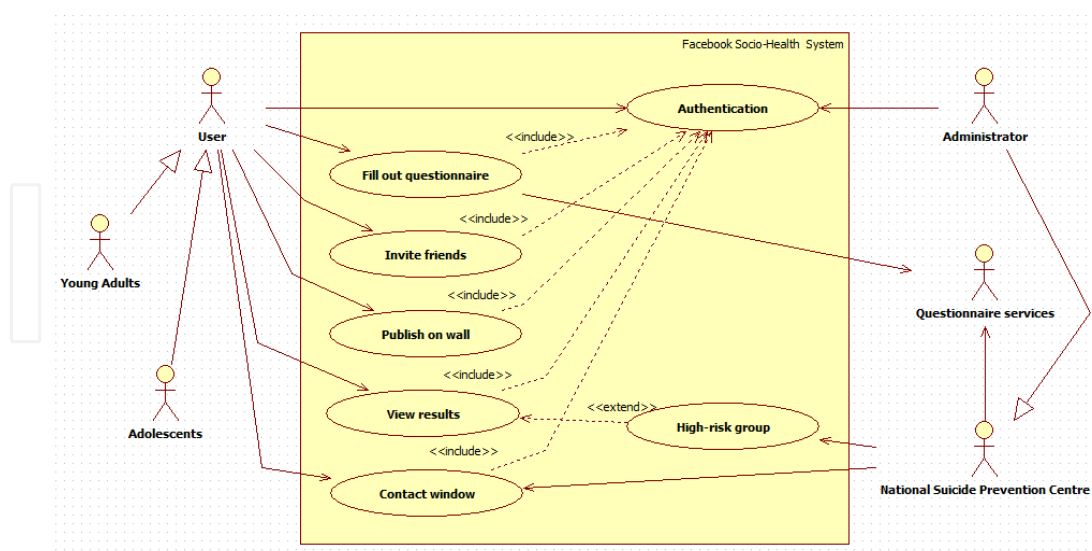 Facebook Socio-Health System
Authentication
User
Administrator
<<include>>
Fill out questionnaire
<<include>>
Invite friends
Young Adults
<<include>>
Questionnaire services
Publish on wall
<<include>>
<<extend>>
View results
High-risk group
Adolescents
<<include>>
Contact window
National Suicide Prevention Centre